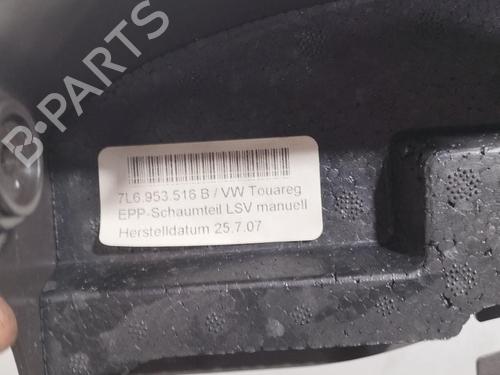 B-PARTS
7L6.953.516 B / VW Touareg
EPP-Schaumteil LSV manuell
Herstelldatum 25.7.07